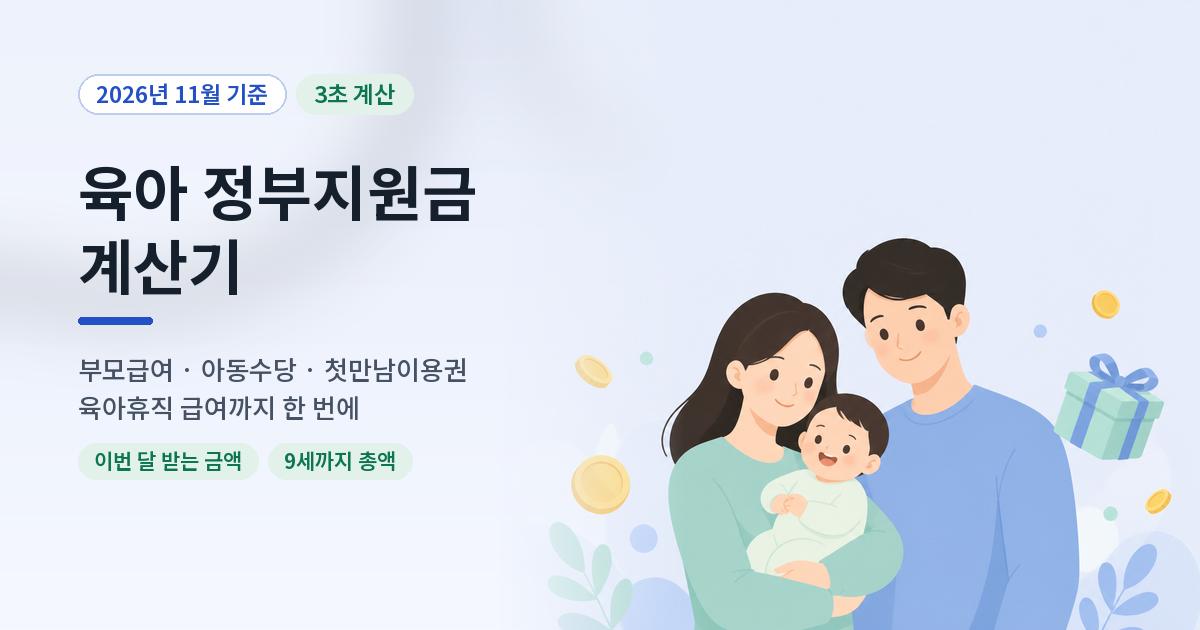 2026년 11월 기준 3초 계산
육아 정부지원금
계산기
부모급여 · 아동수당 · 첫만남이용권
육아휴직 급여까지 한 번에
이번 달 받는 금액 9세까지 총액